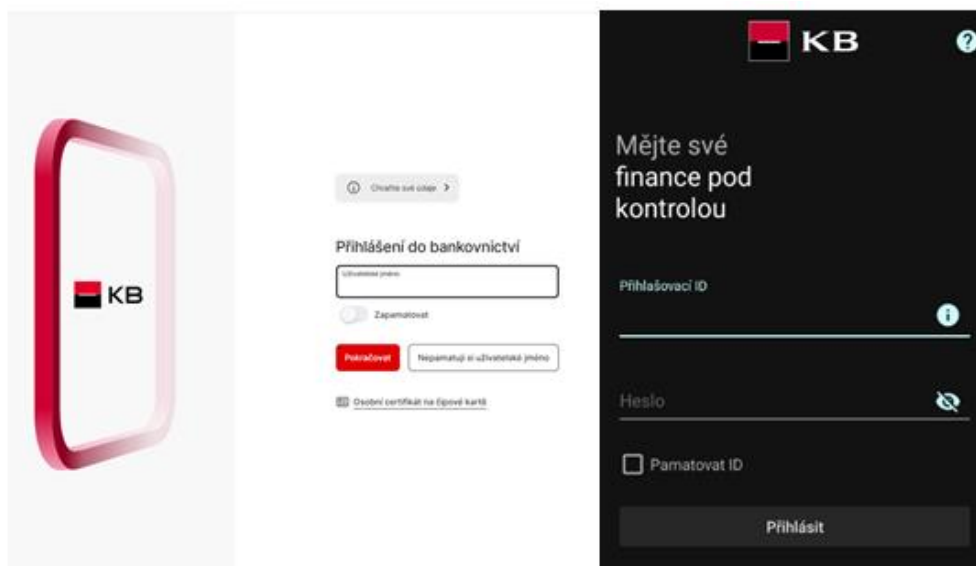 KB
Chraňte své údaje
Přihlášení do bankovnictví
Uživatelské jméno
Zapamatovat
Pokračovat
Nepamatuji si uživatelské jméno
Osobní certifikát na čipové kartě
KB
?
Mějte své
finance pod
kontrolou
Přihlašovací ID
Heslo
Pamatovat ID
Přihlásit